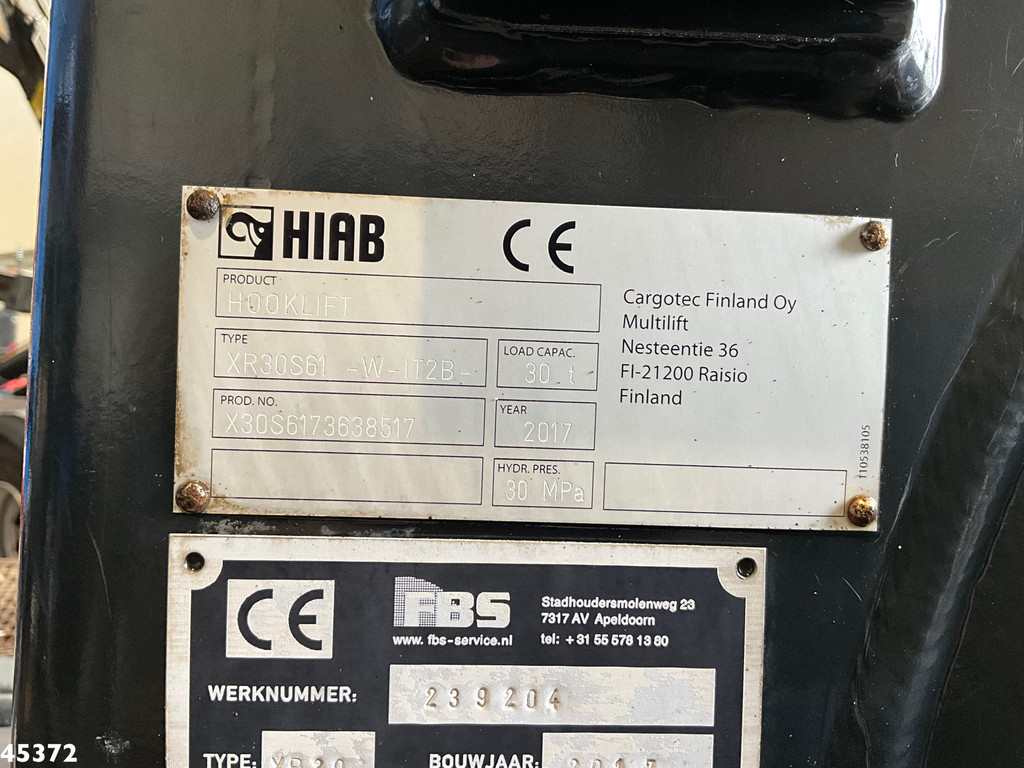 HIAB CE
PRODUCT
HOOKLIFT
TYPE
XR30S61 -W-IT2B-
LOAD CAPAC.
30 t
PROD. NO.
X30S6173638517
YEAR
2017
HYDR. PRES.
30 MPa
Cargotec Finland Oy
Multilift
Nesteentie 36
FI-21200 Raisio
Finland
T10538105
CE
FBS
www.fbs-service.nl
Stadhoudersmolenweg 23
7317 AV Apeldoorn
tel: +31 55 578 13 80
WERKNUMMER: 239204
TYPE:
BOUWJAAR: 2017
45372